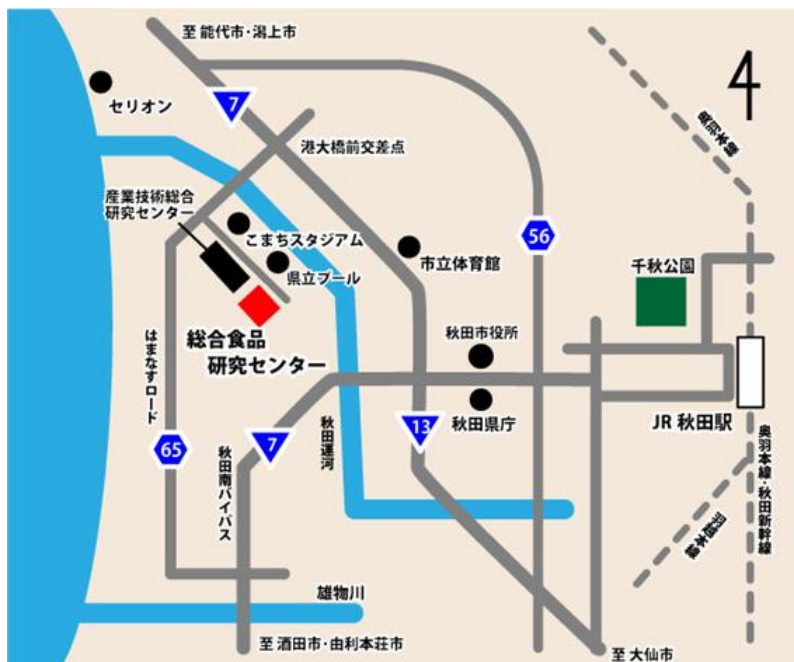 至 能代市・潟上市
セリオン
7
港大橋前交差点
奥羽本線
産業技術総合
研究センター
こまちスタジアム
県立プール
市立体育館
56
千秋公園
はまなすロード
総合食品
研究センター
秋田市役所
秋田県庁
JR 秋田駅
65
秋田南バイパス
7
秋田運河
13
奥羽本線・秋田新幹線
羽越本線
雄物川
至 酒田市・由利本荘市
至 大仙市